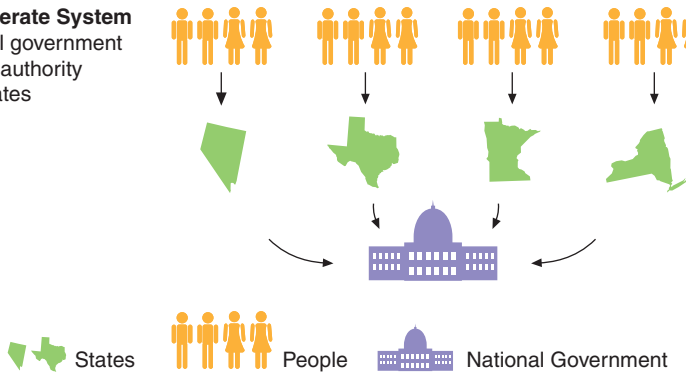 erate System
l government
authority
ates
States
People
National Government